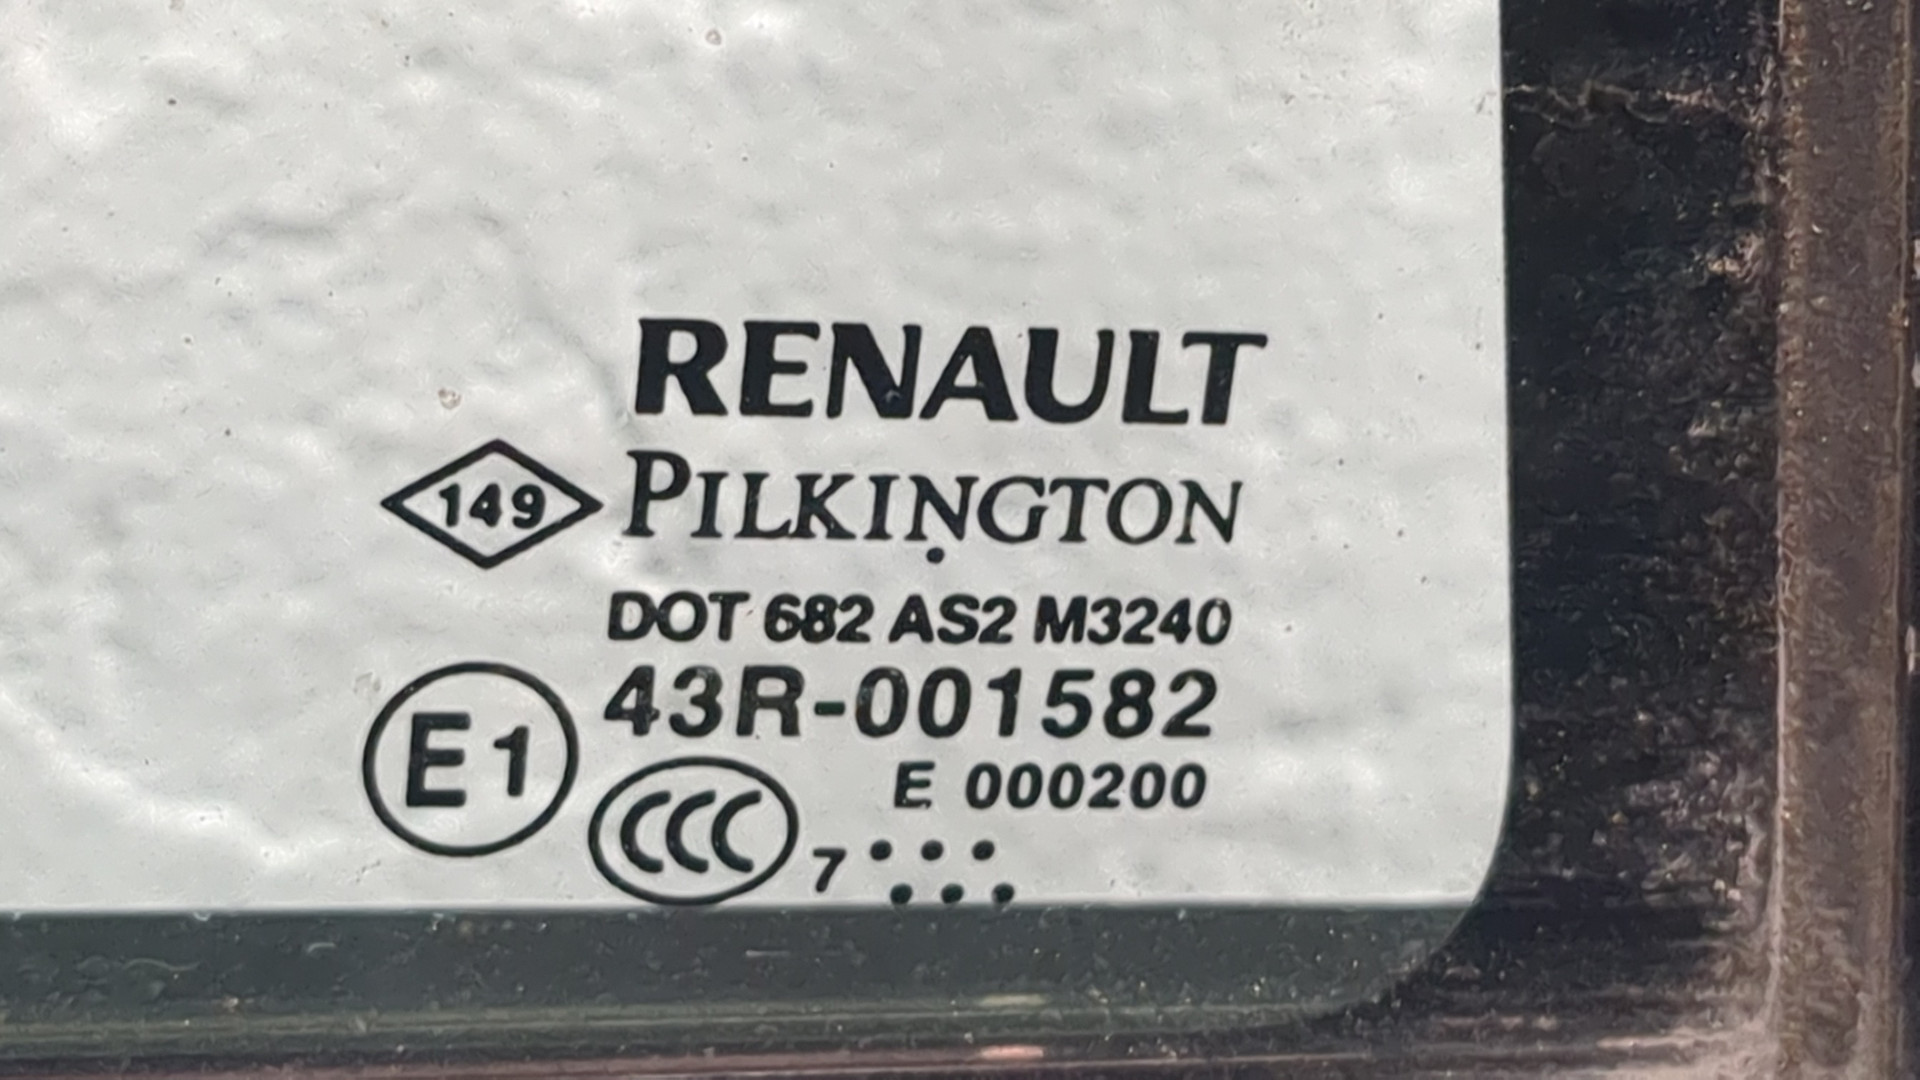 RENAULT
149 PILKINGTON
DOT 682 AS2 M3240
E1 43R-001582
E 000200
CCC 7